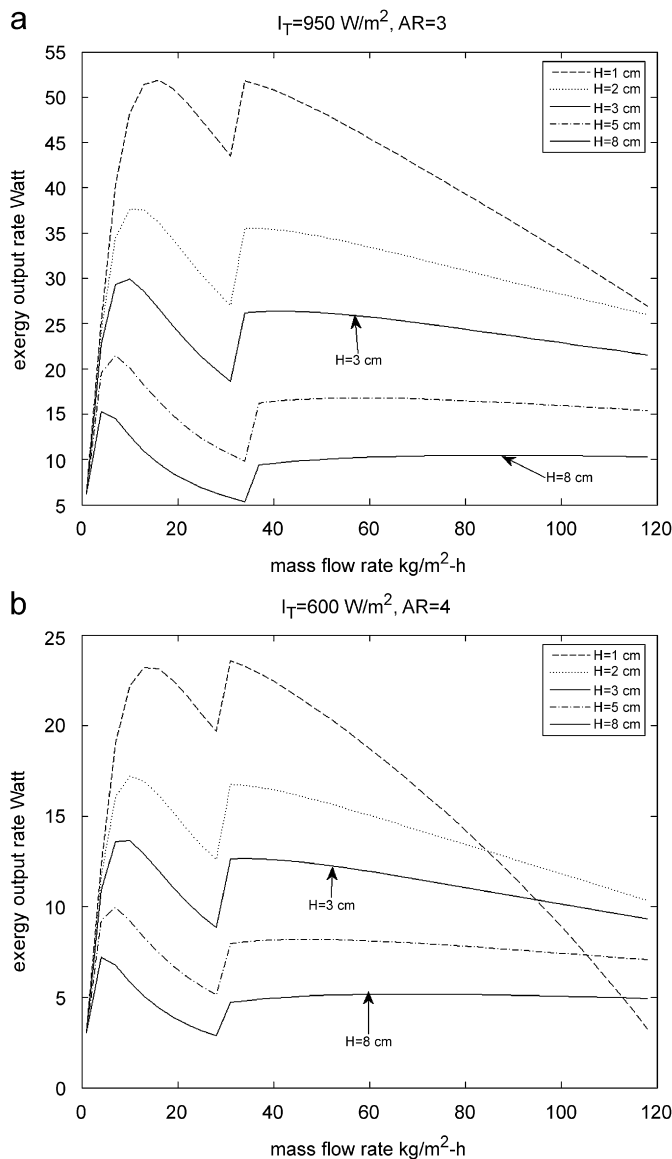 a
I_T=950 W/m², AR=3
55
50
45
40
35
30
25
20
15
10
5
exergy output rate Watt
H=1 cm
H=2 cm
H=3 cm
H=5 cm
H=8 cm
H=3 cm
H=8 cm
0 20 40 60 80 100 120
mass flow rate kg/m²-h
b
I_T=600 W/m², AR=4
25
20
15
10
5
0
exergy output rate Watt
H=1 cm
H=2 cm
H=3 cm
H=5 cm
H=8 cm
H=3 cm
H=8 cm
0 20 40 60 80 100 120
mass flow rate kg/m²-h